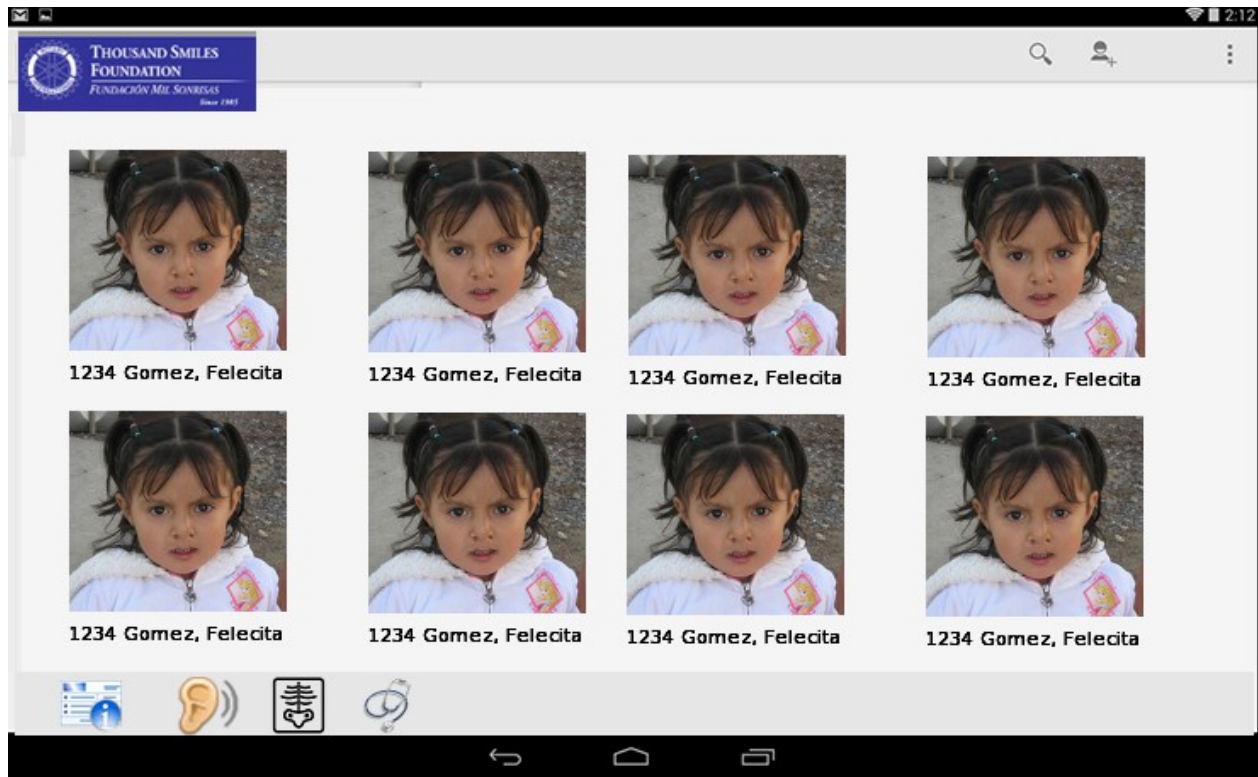 2:12
THOUSAND SMILES
FOUNDATION
FUNDACIÓN MIL SONRISAS
Since 1985
1234 Gomez, Felecita
1234 Gomez, Felecita
1234 Gomez, Felecita
1234 Gomez, Felecita
1234 Gomez, Felecita
1234 Gomez, Felecita
1234 Gomez, Felecita
1234 Gomez, Felecita